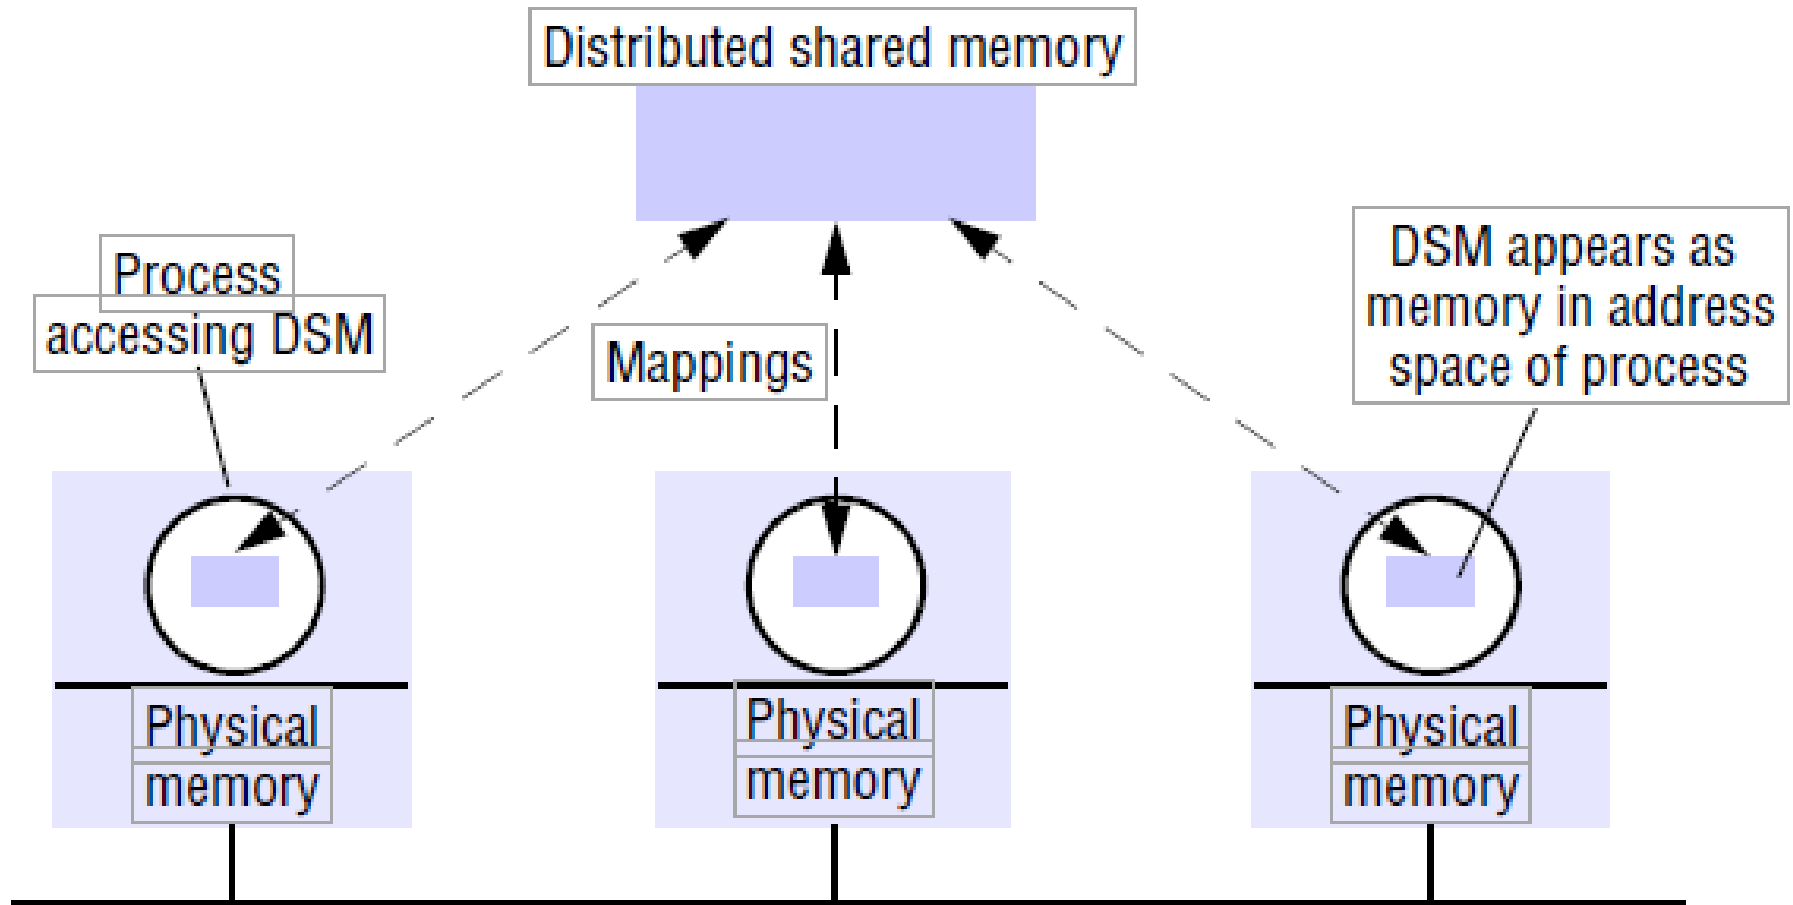 Distributed shared memory
Process
accessing DSM
Mappings
DSM appears as
memory in address
space of process
Physical
memory
Physical
memory
Physical
memory